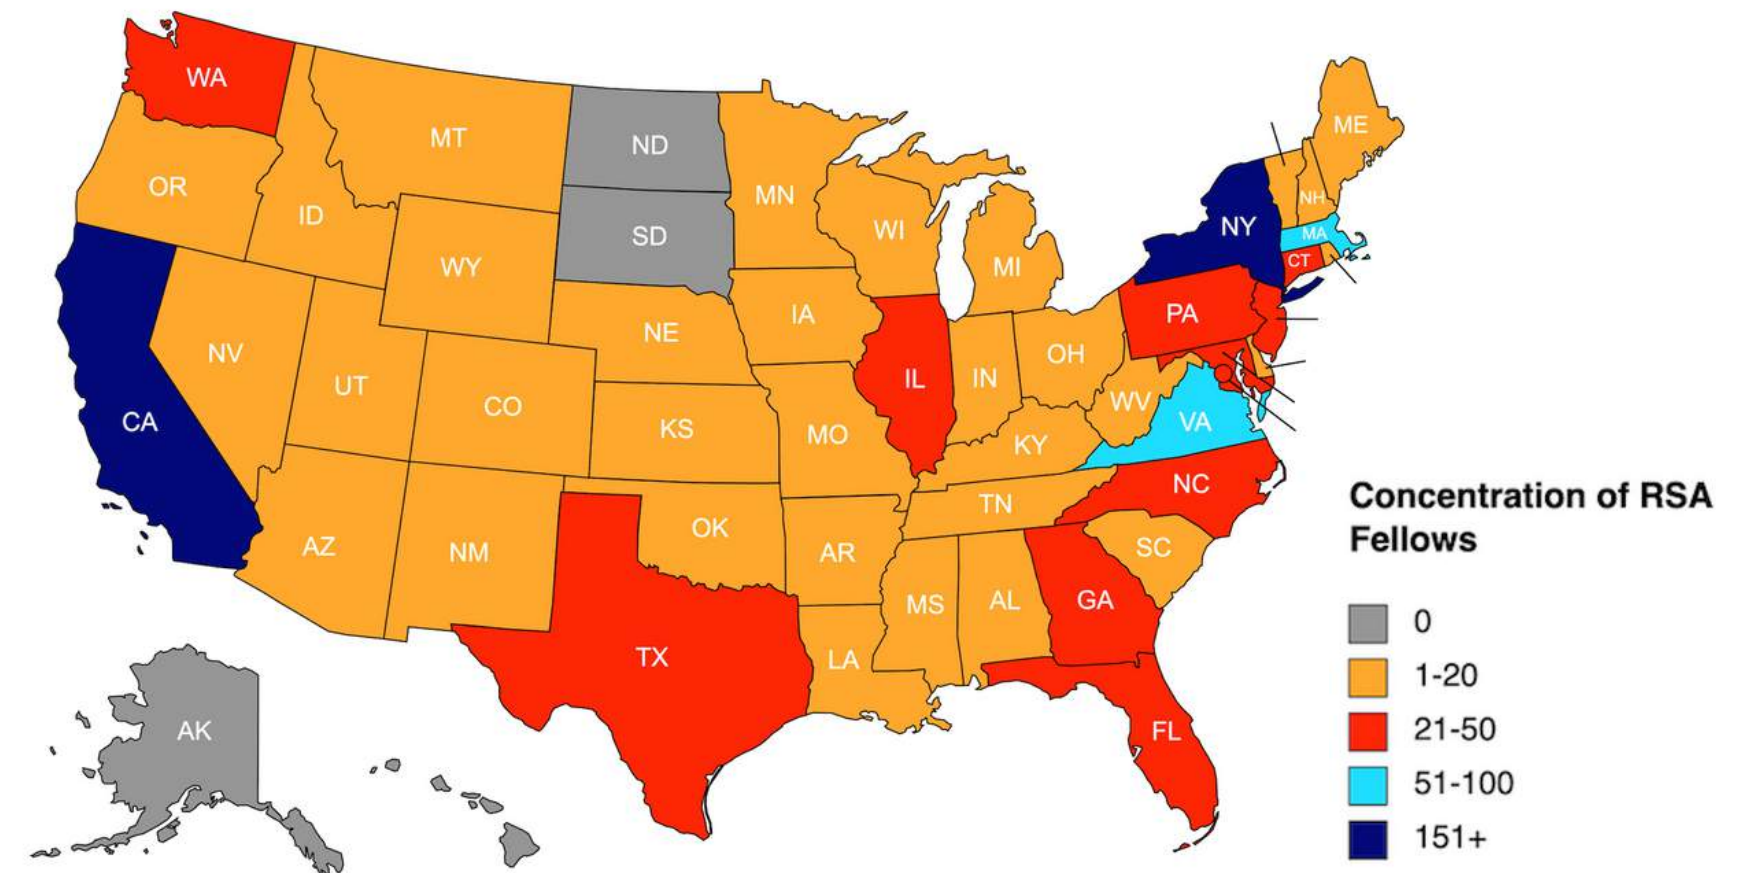 WA
MT
ND
ME
OR
ID
MN
NH
SD
WI
NY
MA
WY
MI
CT
IA
PA
NE
NV
OH
UT
IL
IN
CO
WV
CA
KS
MO
VA
KY
NC
TN
AZ
NM
OK
AR
SC
MS
AL
GA
TX
LA
AK
FL
Concentration of RSA
Fellows
0
1-20
21-50
51-100
151+